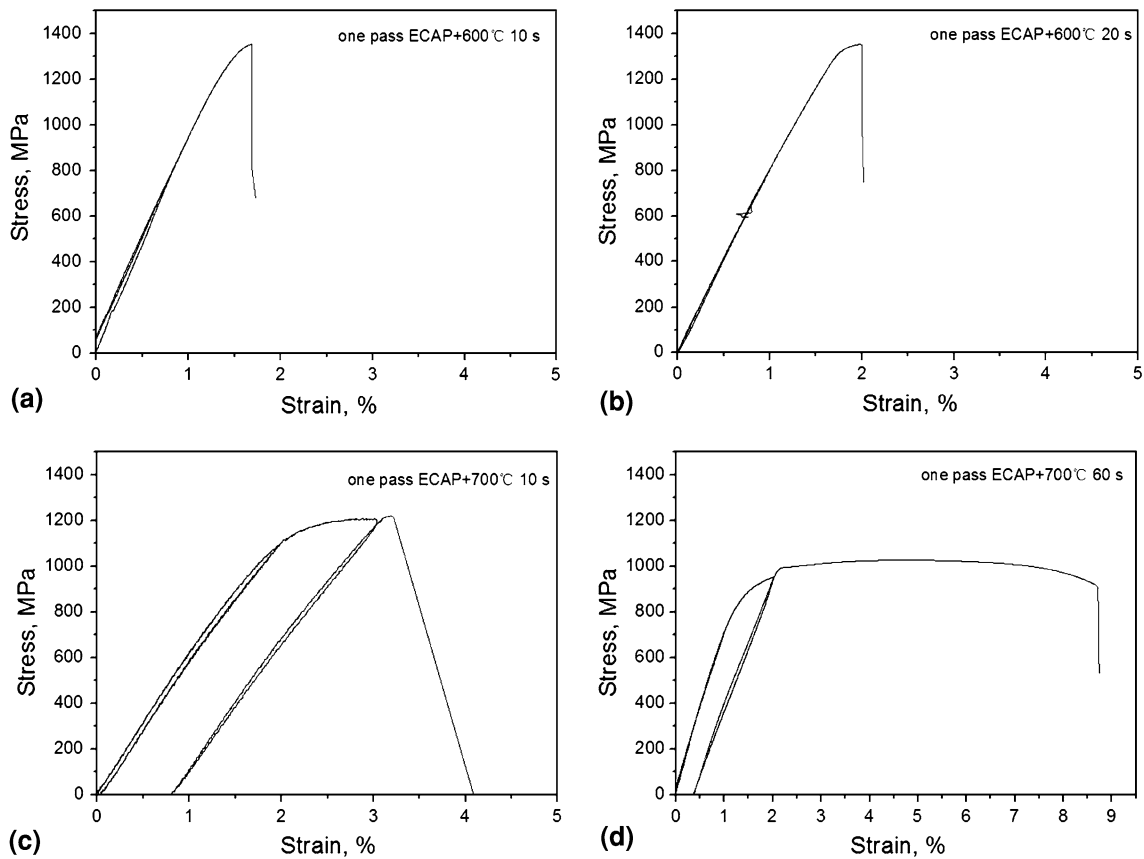 one pass ECAP+600℃ 10 s
Stress, MPa
1400
1200
1000
800
600
400
200
0
0 1 2 3 4 5
Strain, %
(a)
one pass ECAP+600℃ 20 s
Stress, MPa
1400
1200
1000
800
600
400
200
0
0 1 2 3 4 5
Strain, %
(b)
one pass ECAP+700℃ 10 s
Stress, MPa
1400
1200
1000
800
600
400
200
0
0 1 2 3 4 5
Strain, %
(c)
one pass ECAP+700℃ 60 s
Stress, MPa
1400
1200
1000
800
600
400
200
0
0 1 2 3 4 5 6 7 8 9
Strain, %
(d)